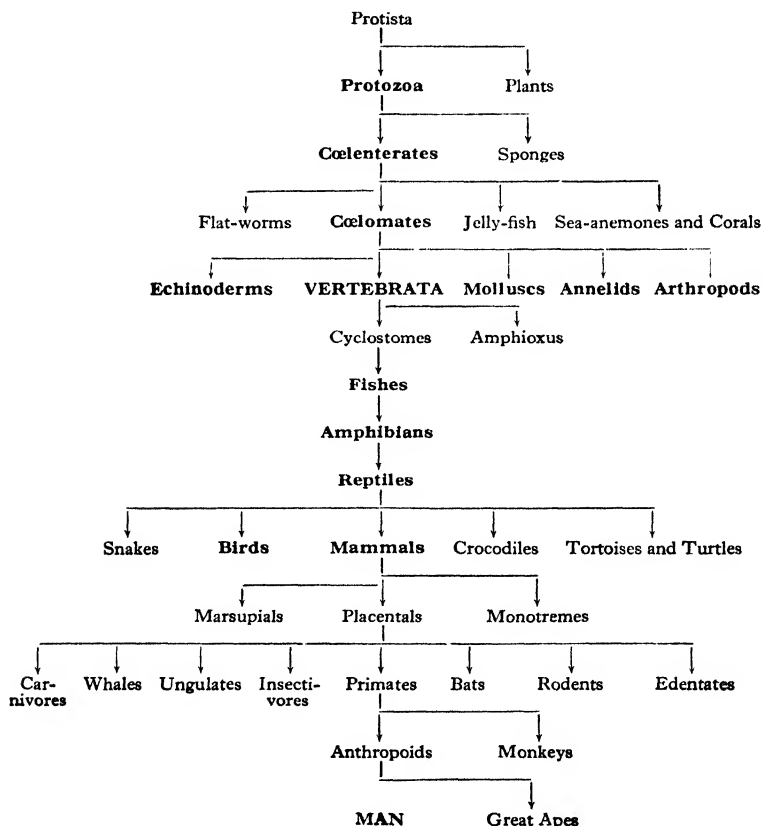 Protista
Protozoa Plants
Cœlenterates Sponges
Flat-worms Cœlomates Jelly-fish Sea-anemones and Corals
Echinoderms VERTEBRATA Molluscs Annelids Arthropods
Cyclostomes Amphioxus
Fishes
Amphibians
Reptiles
Snakes Birds Mammals Crocodiles Tortoises and Turtles
Marsupials Placentals Monotremes
Car- Whales Ungulates Insecti- Primates Bats Rodents Edentates
nivores vores
Anthropoids Monkeys
MAN Great Apes